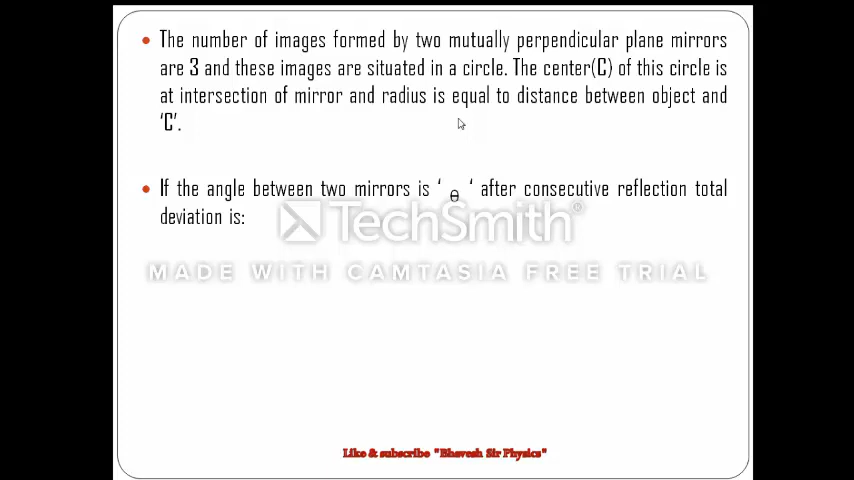 The number of images formed by two mutually perpendicular plane mirrors
are 3 and these images are situated in a circle. The center(C) of this circle is
at intersection of mirror and radius is equal to distance between object and
‘C’.
If the angle between two mirrors is ‘ θ ‘ after consecutive reflection total
deviation is:
TechSmith®
MADE WITH CAMTASIA FREE TRIAL
Like & subscribe "Bhavesh Sir Physics"